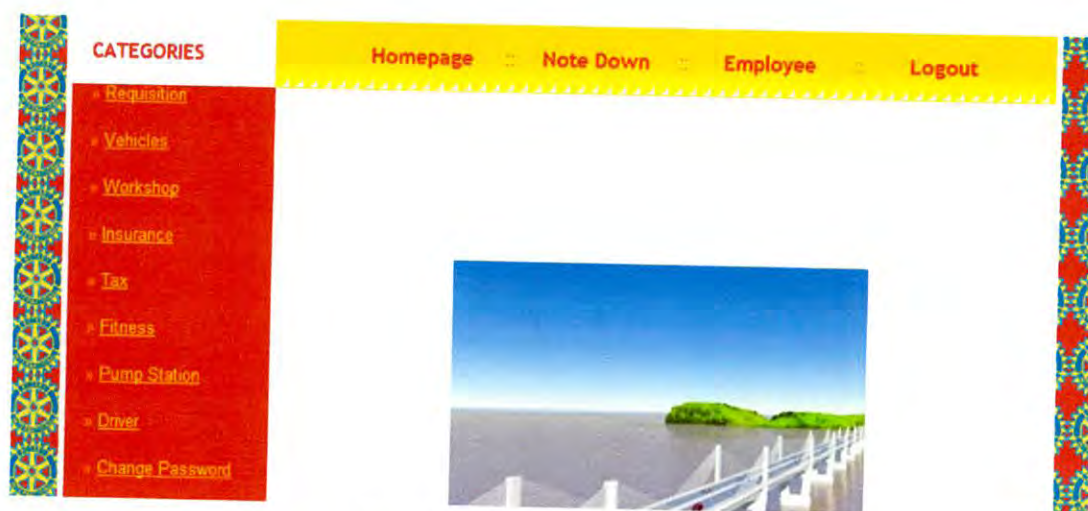 CATEGORIES
Homepage :: Note Down :: Employee :: Logout
» Requisition
» Vehicles
» Workshop
» Insurance
» Tax
» Fitness
» Pump Station
» Driver
» Change Password